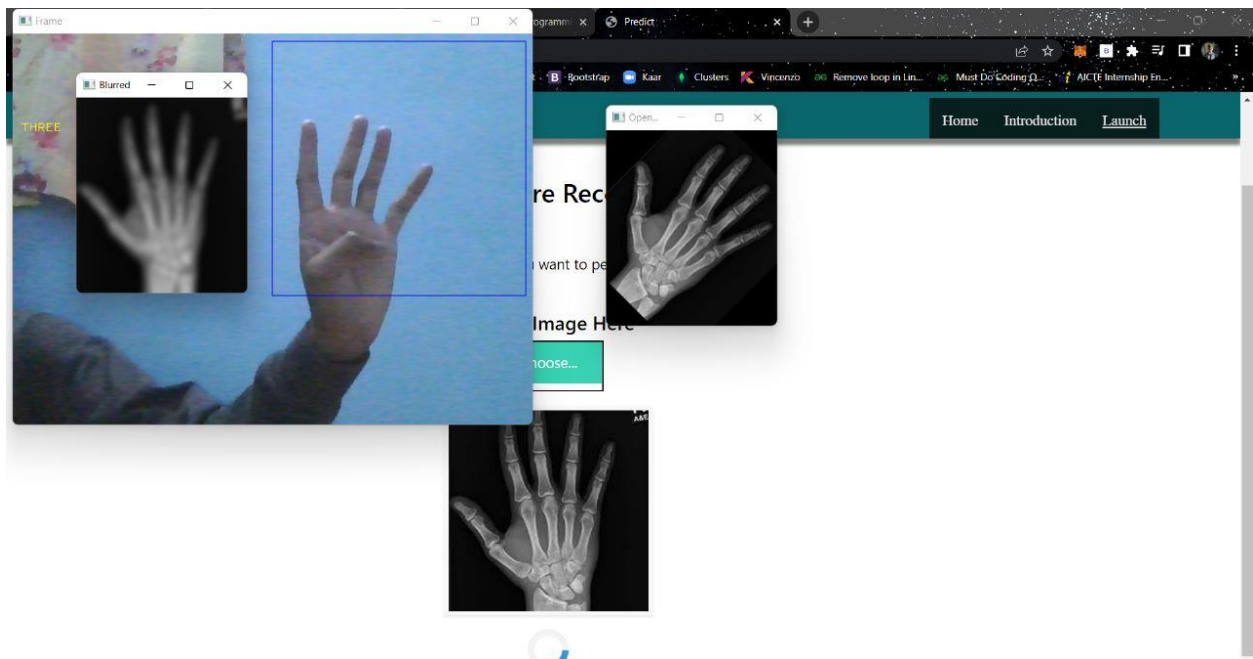 Frame
Blurred
THREE
Predict
Bootstrap
Kaar
Clusters
Vincenzo
Remove loop in Lin...
Must Do Coding Q...
AICTE Internship En...
Open...
Home
Introduction
Launch
re Rec
want to pe
Image Here
hoose...
A&E